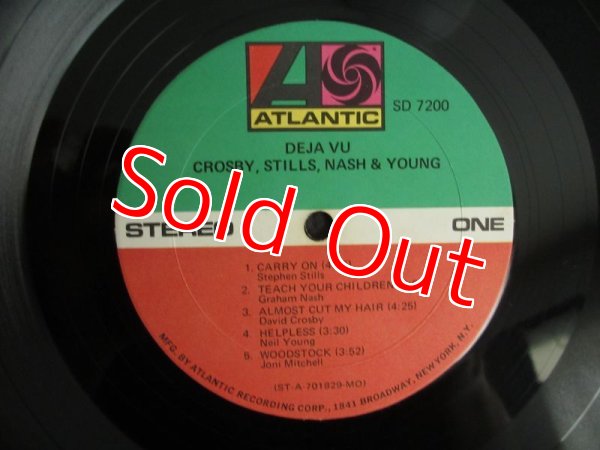 ATLANTIC
SD 7200
DEJA VU
CROSBY, STILLS, NASH & YOUNG
Sold Out
STEREO
ONE
1. CARRY ON
Stephen Stills
2. TEACH YOUR CHILDREN
Graham Nash
3. ALMOST CUT MY HAIR (4:25)
David Crosby
4. HELPLESS (3:30)
Neil Young
5. WOODSTOCK (3:52)
Joni Mitchell
(ST-A-701829-MO)
MFG. BY ATLANTIC RECORDING CORP., 1841 BROADWAY, NEW YORK, N.Y.